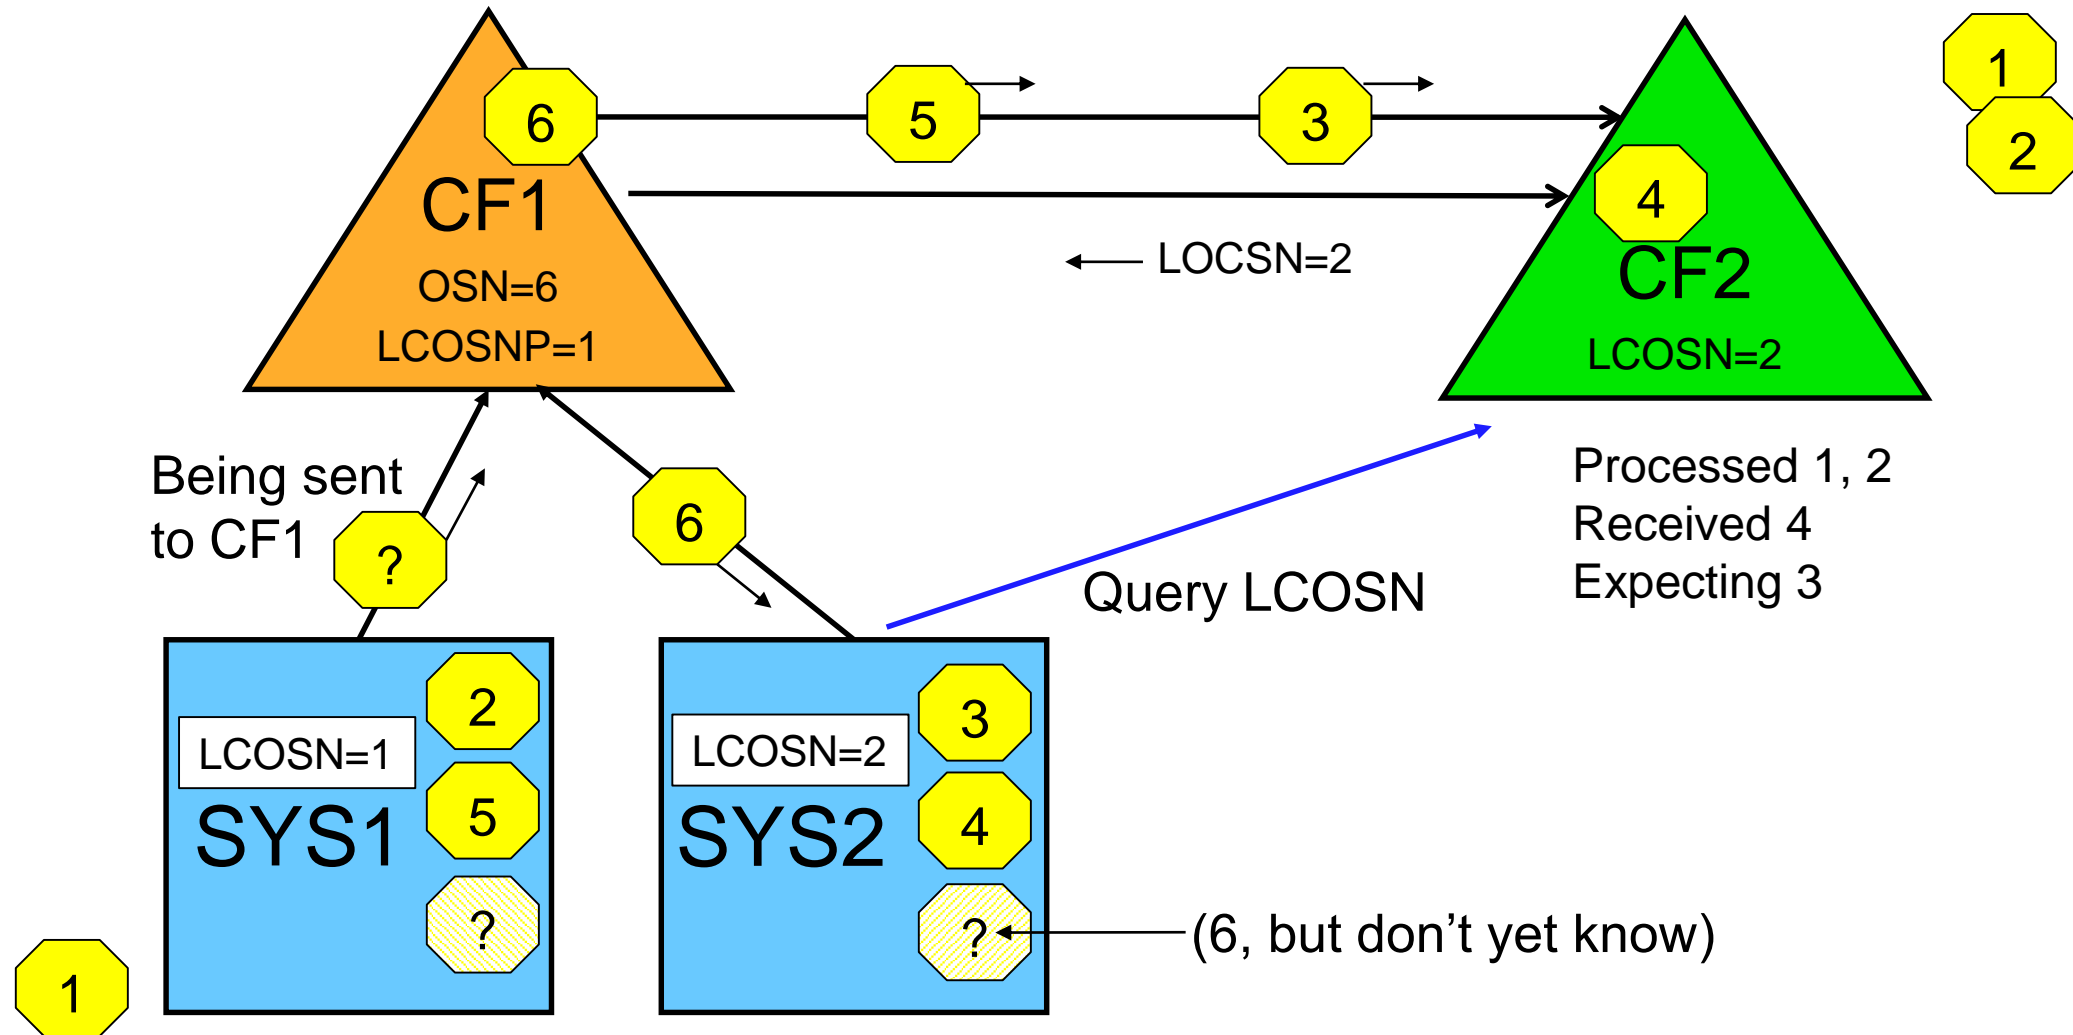 6
5
3
1
2
4
CF1
OSN=6
LCOSNP=1
LOCSN=2
CF2
LCOSN=2
Being sent
to CF1
?
6
Query LCOSN
Processed 1, 2
Received 4
Expecting 3
2
LCOSN=1
5
SYS1
?
1
3
LCOSN=2
4
SYS2
?
(6, but don’t yet know)